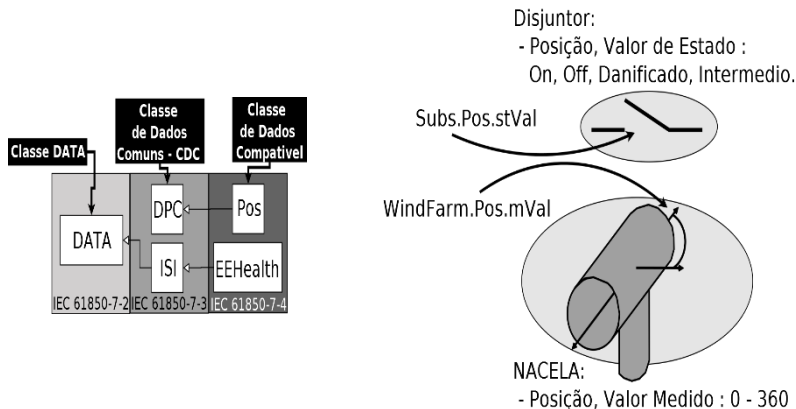 Classe DATA
Classe
de Dados
Comuns - CDC
Classe
de Dados
Compativel
DATA
DPC
ISI
Pos
EEHealth
IEC 61850-7-2
IEC 61850-7-3
IEC 61850-7-4
Disjuntor:
- Posição, Valor de Estado :
On, Off, Danificado, Intermedio.
Subs.Pos.stVal
WindFarm.Pos.mVal
NACELA:
- Posição, Valor Medido : 0 - 360